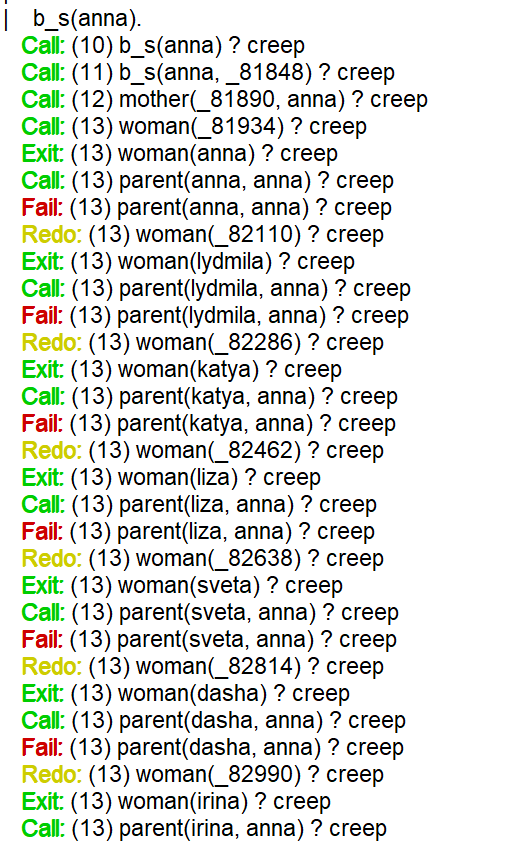 |    b_s(anna).
Call: (10) b_s(anna) ? creep
Call: (11) b_s(anna, _81848) ? creep
Call: (12) mother(_81890, anna) ? creep
Call: (13) woman(_81934) ? creep
Exit: (13) woman(anna) ? creep
Call: (13) parent(anna, anna) ? creep
Fail: (13) parent(anna, anna) ? creep
Redo: (13) woman(_82110) ? creep
Exit: (13) woman(lydmila) ? creep
Call: (13) parent(lydmila, anna) ? creep
Fail: (13) parent(lydmila, anna) ? creep
Redo: (13) woman(_82286) ? creep
Exit: (13) woman(katya) ? creep
Call: (13) parent(katya, anna) ? creep
Fail: (13) parent(katya, anna) ? creep
Redo: (13) woman(_82462) ? creep
Exit: (13) woman(liza) ? creep
Call: (13) parent(liza, anna) ? creep
Fail: (13) parent(liza, anna) ? creep
Redo: (13) woman(_82638) ? creep
Exit: (13) woman(sveta) ? creep
Call: (13) parent(sveta, anna) ? creep
Fail: (13) parent(sveta, anna) ? creep
Redo: (13) woman(_82814) ? creep
Exit: (13) woman(dasha) ? creep
Call: (13) parent(dasha, anna) ? creep
Fail: (13) parent(dasha, anna) ? creep
Redo: (13) woman(_82990) ? creep
Exit: (13) woman(irina) ? creep
Call: (13) parent(irina, anna) ? creep